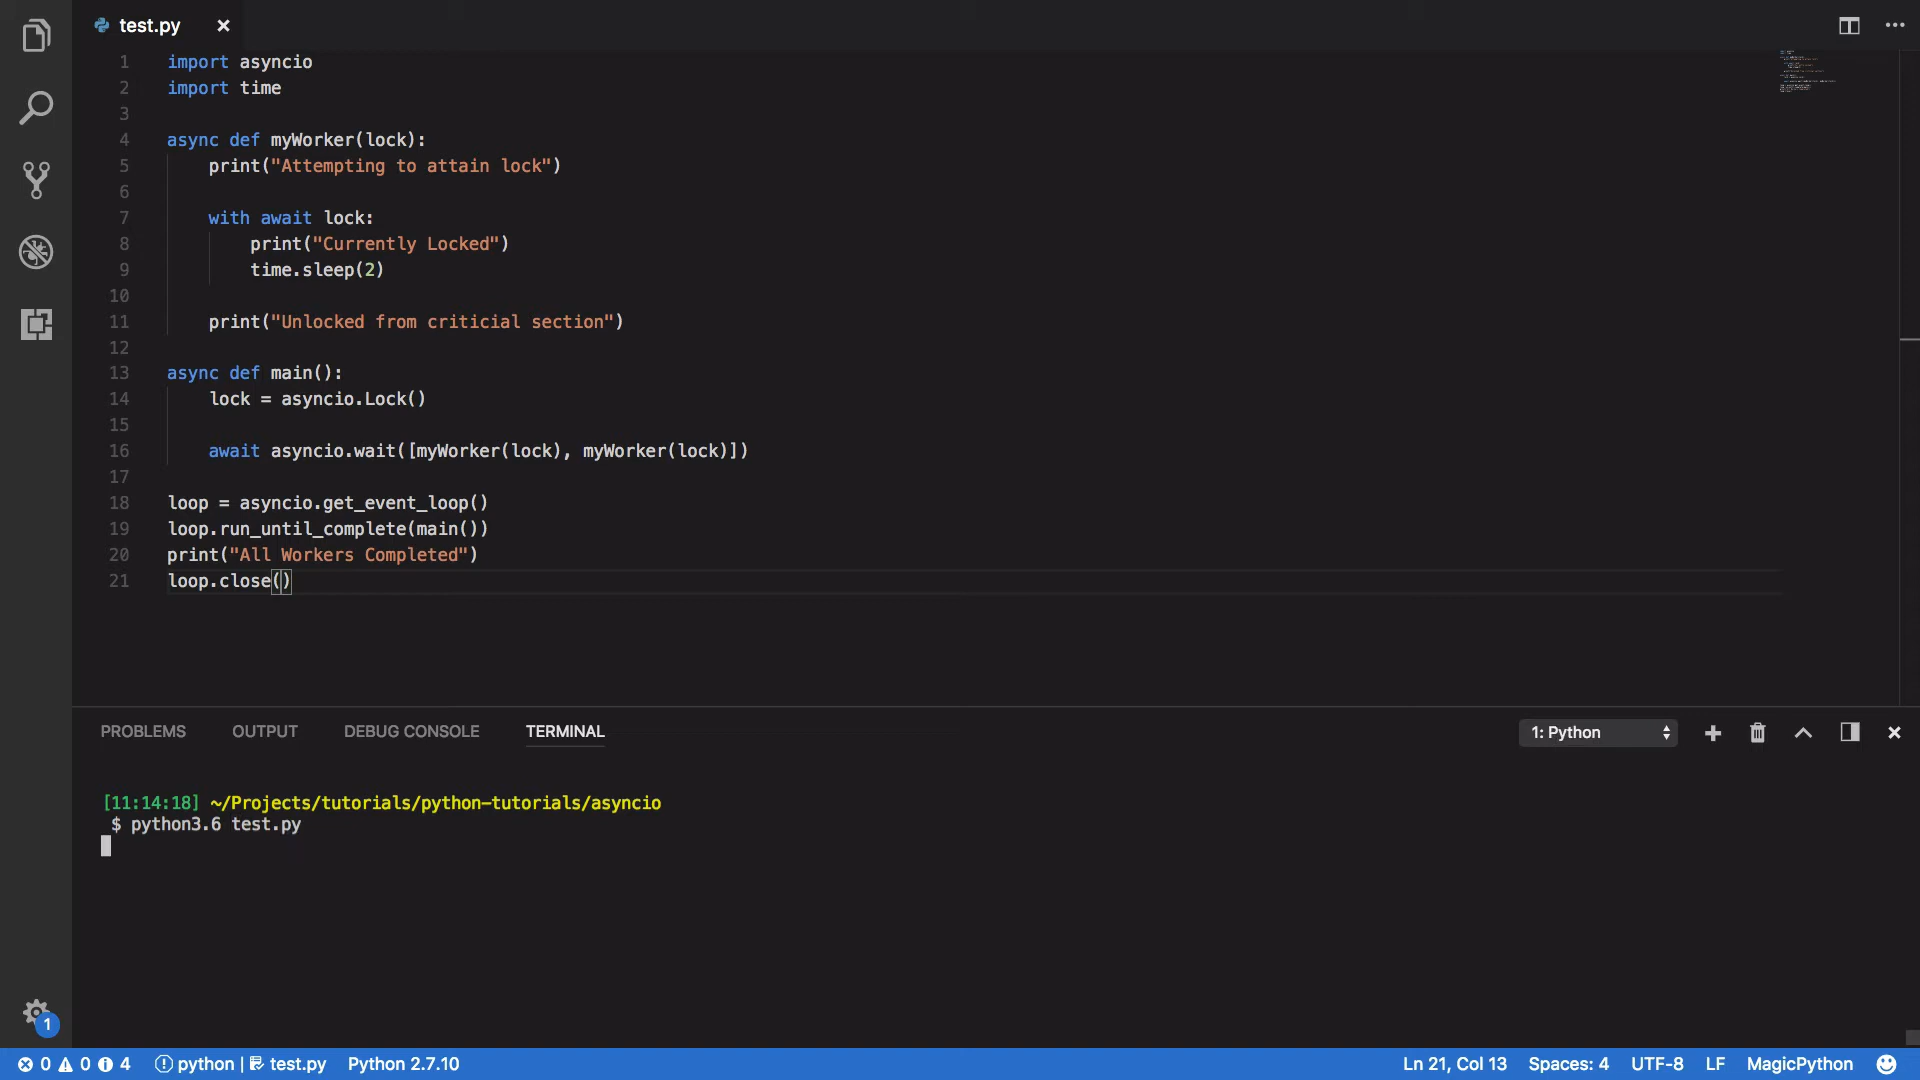 test.py
1 import asyncio
2 import time
3
4 async def myWorker(lock):
5     print("Attempting to attain lock")
6
7     with await lock:
8         print("Currently Locked")
9         time.sleep(2)
10
11     print("Unlocked from criticial section")
12
13 async def main():
14     lock = asyncio.Lock()
15
16     await asyncio.wait([myWorker(lock), myWorker(lock)])
17
18 loop = asyncio.get_event_loop()
19 loop.run_until_complete(main())
20 print("All Workers Completed")
21 loop.close()
PROBLEMS OUTPUT DEBUG CONSOLE TERMINAL 1: Python
[11:14:18] ~/Projects/tutorials/python-tutorials/asyncio
$ python3.6 test.py
1
0 0 4 python | test.py Python 2.7.10 Ln 21, Col 13 Spaces: 4 UTF-8 LF MagicPython